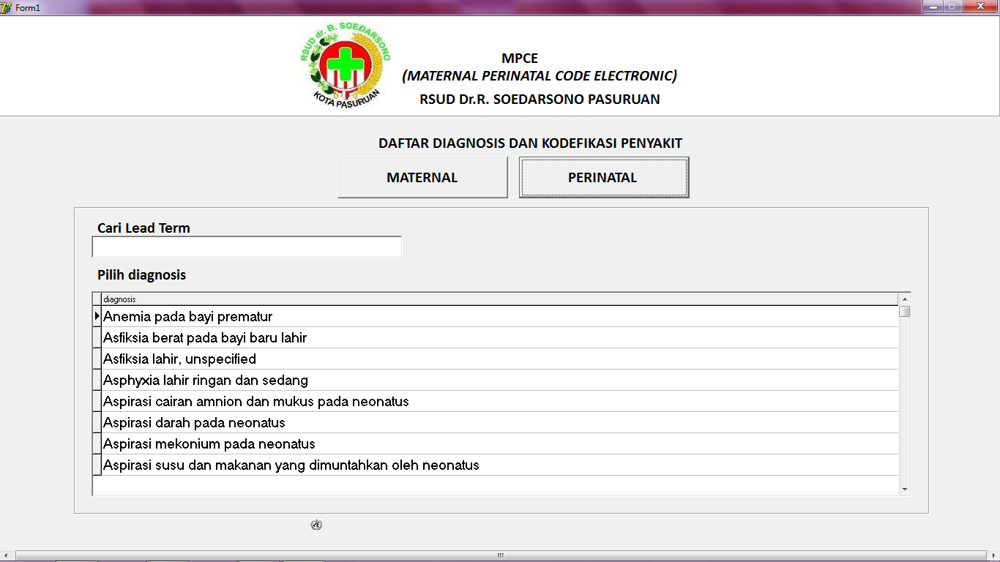 Form1
RSUD dr. R. SOEDARSONO
KOTA PASURUAN
MPCE
(MATERNAL PERINATAL CODE ELECTRONIC)
RSUD Dr.R. SOEDARSONO PASURUAN
DAFTAR DIAGNOSIS DAN KODEFIKASI PENYAKIT
MATERNAL
PERINATAL
Cari Lead Term
Pilih diagnosis
diagnosis
Anemia pada bayi prematur
Asfiksia berat pada bayi baru lahir
Asfiksia lahir, unspecified
Asphyxia lahir ringan dan sedang
Aspirasi cairan amnion dan mukus pada neonatus
Aspirasi darah pada neonatus
Aspirasi mekonium pada neonatus
Aspirasi susu dan makanan yang dimuntahkan oleh neonatus